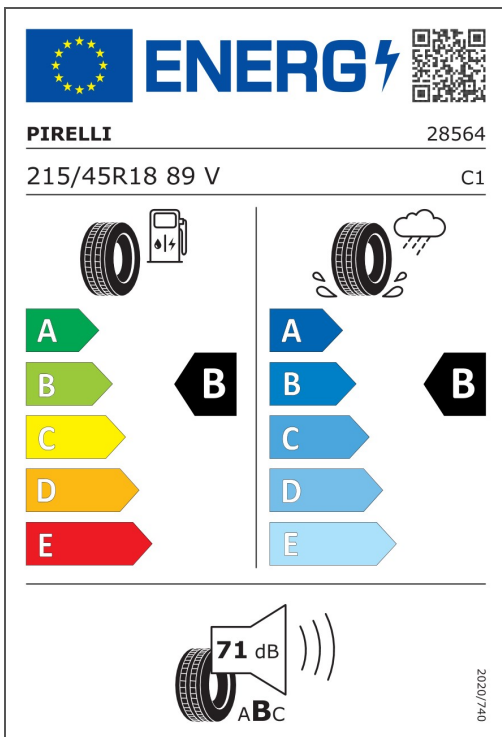 ENERG
PIRELLI 28564
215/45R18 89 V C1
A A
B B B B
C C
D D
E E
71 dB
ABC
2020/740